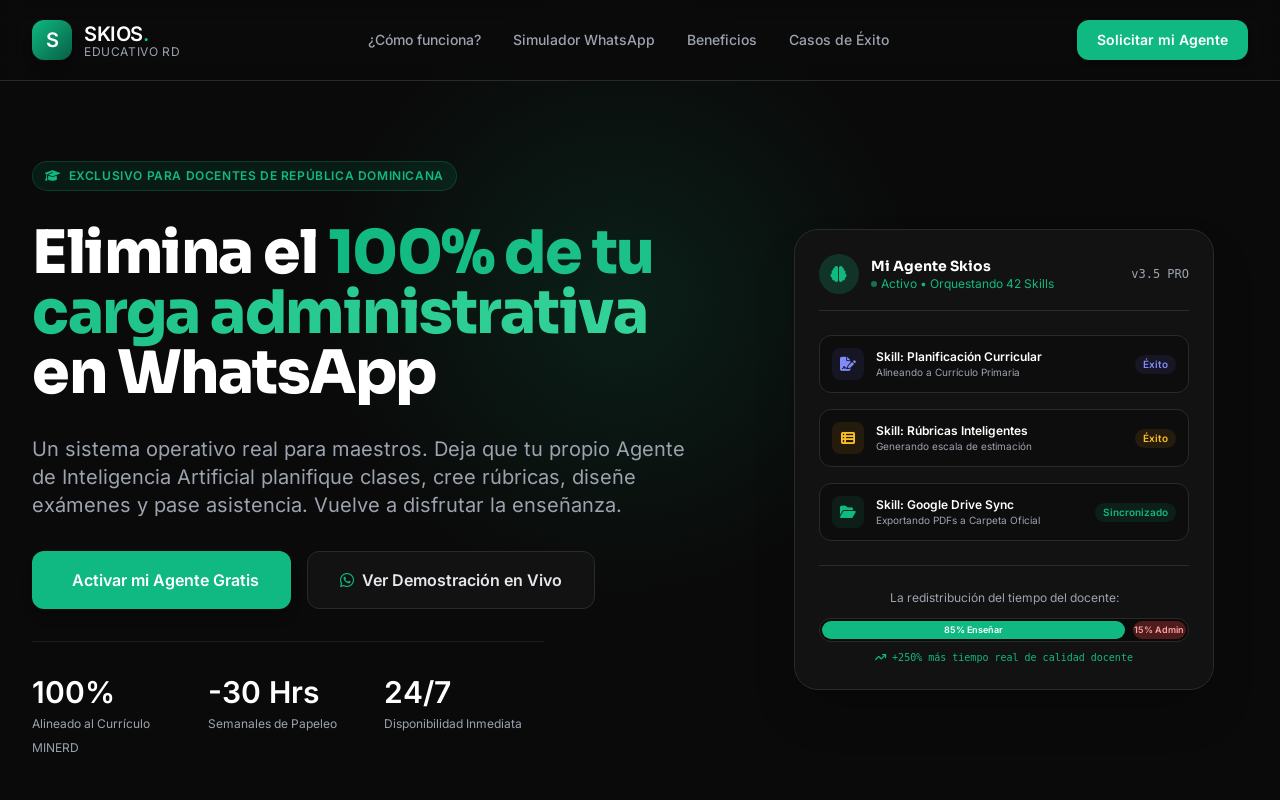 S
SKIOS.
EDUCATIVO RD
¿Cómo funciona?
Simulador WhatsApp
Beneficios
Casos de Éxito
Solicitar mi Agente
EXCLUSIVO PARA DOCENTES DE REPÚBLICA DOMINICANA
Elimina el 100% de tu
carga administrativa
en WhatsApp
Un sistema operativo real para maestros. Deja que tu propio Agente
de Inteligencia Artificial planifique clases, cree rúbricas, diseñe
exámenes y pase asistencia. Vuelve a disfrutar la enseñanza.
Activar mi Agente Gratis
Ver Demostración en Vivo
100%
Alineado al Currículo
MINERD
-30 Hrs
Semanales de Papeleo
24/7
Disponibilidad Inmediata
Mi Agente Skios
Activo • Orquestando 42 Skills
v3.5 PRO
Skill: Planificación Curricular
Alineando a Currículo Primaria
Éxito
Skill: Rúbricas Inteligentes
Generando escala de estimación
Éxito
Skill: Google Drive Sync
Exportando PDFs a Carpeta Oficial
Sincronizado
La redistribución del tiempo del docente:
85% Enseñar
15% Admin
+250% más tiempo real de calidad docente